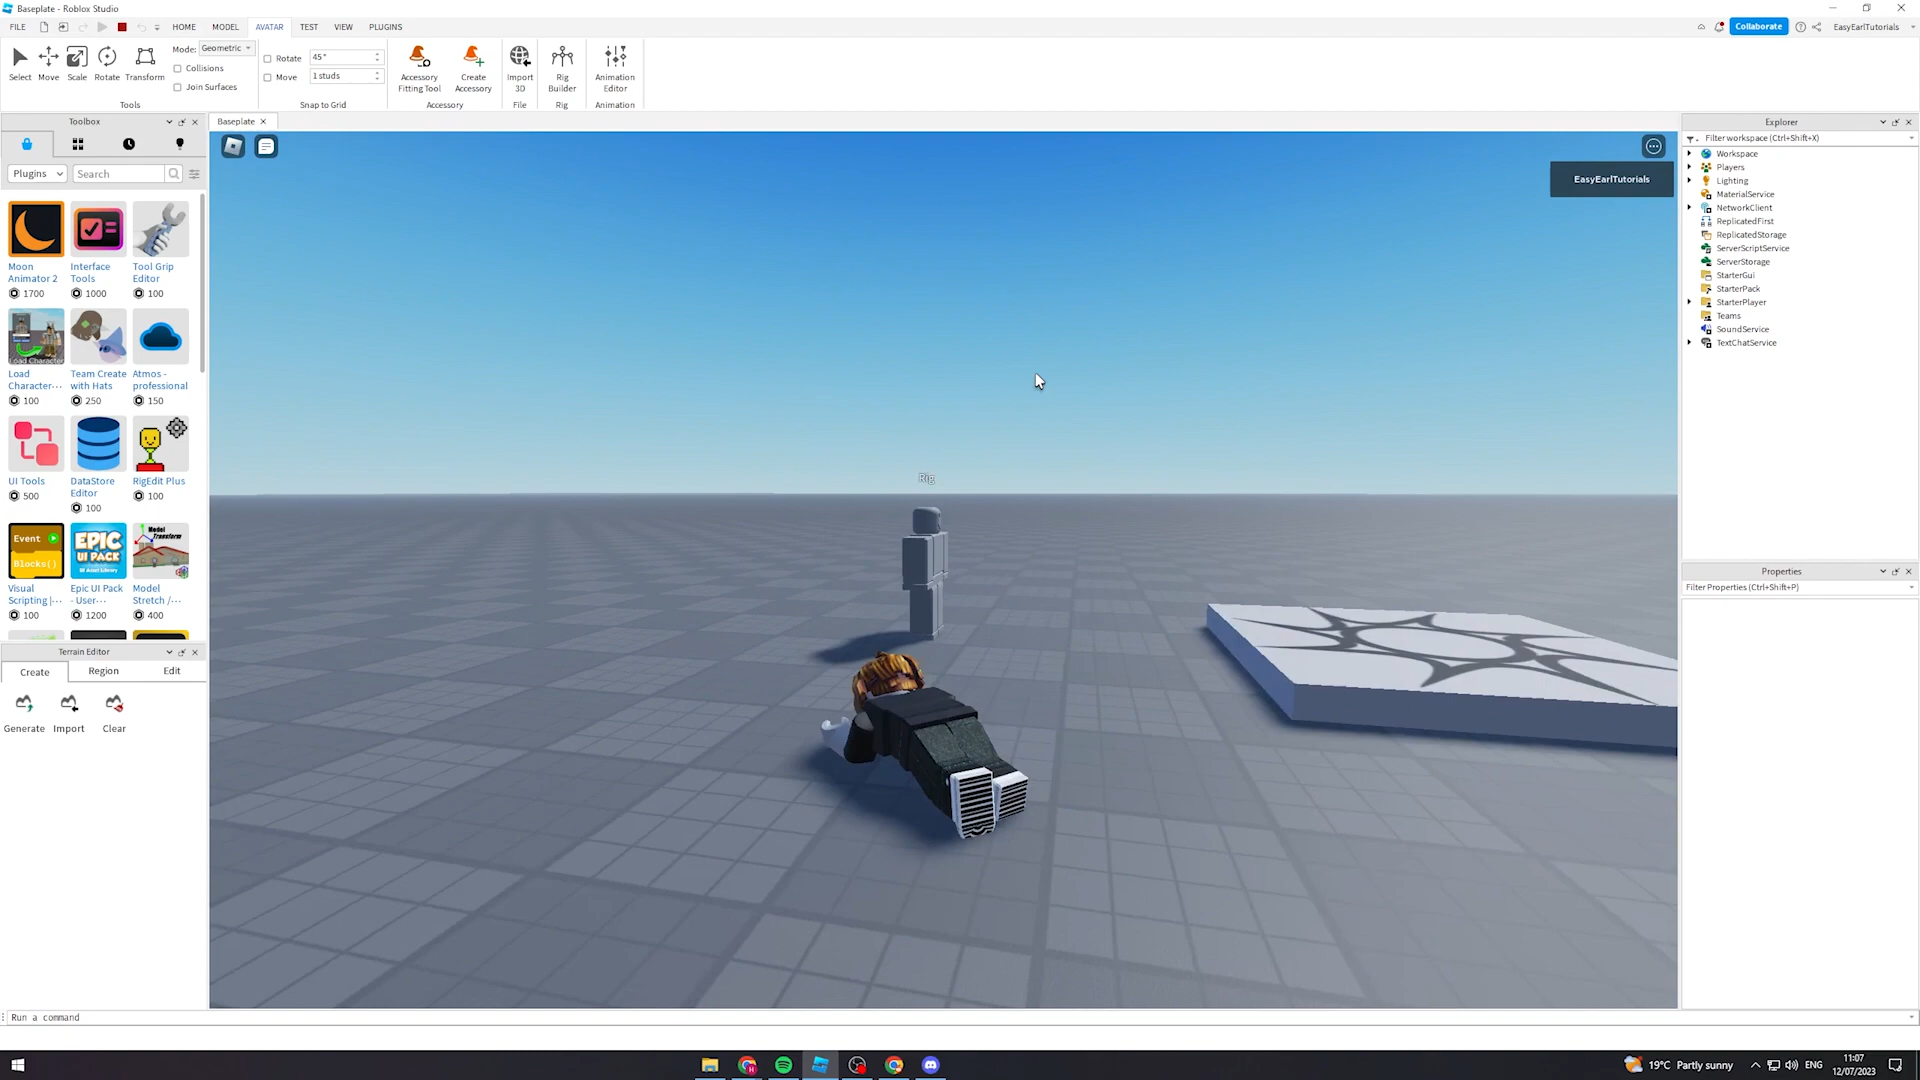 Baseplate - Roblox Studio
FILE HOME MODEL AVATAR TEST VIEW PLUGINS Collaborate EasyEarlTutorials
Select Move Scale Rotate Transform
Mode: Geometric
Collisions
Join Surfaces
Tools
Rotate 45°
Move 1 studs
Snap to Grid
Accessory Fitting Tool
Create Accessory
Accessory
Import 3D
File
Rig Builder
Rig
Animation Editor
Animation
Toolbox
Plugins Search
Moon Animator 2
1700
Interface Tools
1000
Tool Grip Editor
100
Load Character
Load Character...
100
Team Create with Hats
250
Atmos - professional
150
UI Tools
500
DataStore Editor
100
RigEdit Plus
100
Event
Blocks()
Visual Scripting |...
100
EPIC
UI PACK
Epic UI Pack - User...
1200
Model Transform
Model Stretch /...
400
Terrain Editor
Create Region Edit
Generate Import Clear
Baseplate
EasyEarlTutorials
Rig
Explorer
Filter workspace (Ctrl+Shift+X)
Workspace
Players
Lighting
MaterialService
NetworkClient
ReplicatedFirst
ReplicatedStorage
ServerScriptService
ServerStorage
StarterGui
StarterPack
StarterPlayer
Teams
SoundService
TextChatService
Properties
Filter Properties (Ctrl+Shift+P)
Run a command
19°C Partly sunny ENG
11:07
12/07/2023